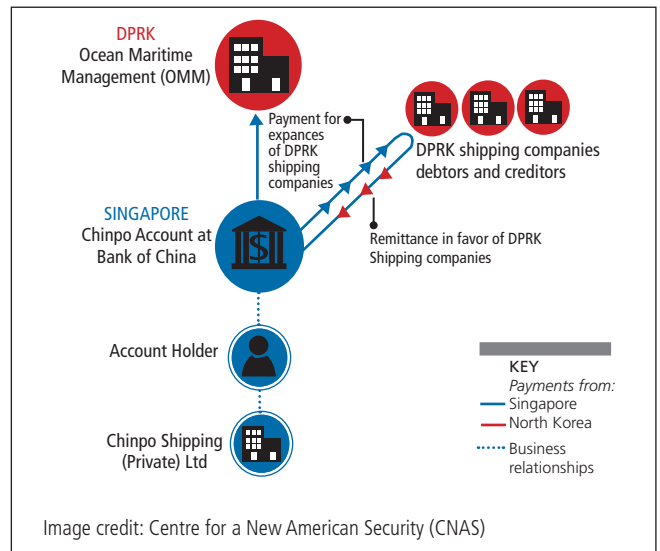 DPRK
Ocean Maritime
Management (OMM)
Payment for
expances
of DPRK
shipping
companies
DPRK shipping companies
debtors and creditors
SINGAPORE
Chinpo Account at
Bank of China
$
Remittance in favor of DPRK
Shipping companies
Account Holder
Chinpo Shipping
(Private) Ltd
KEY
Payments from:
Singapore
North Korea
Business
relationships
Image credit: Centre for a New American Security (CNAS)